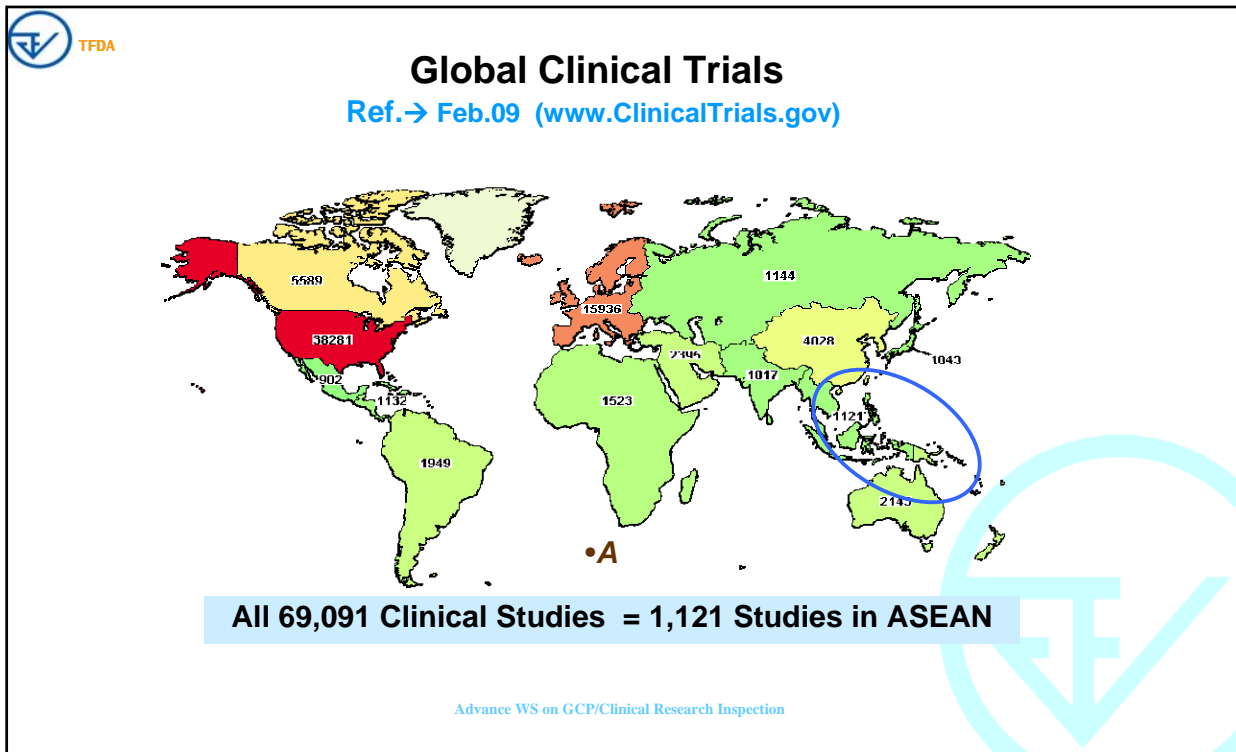 TFDA
Global Clinical Trials
Ref.→ Feb.09 (www.ClinicalTrials.gov)
5589
1144
15936
38281
4028
1043
902
1017
1132
1523
1121
1949
•A
All 69,091 Clinical Studies = 1,121 Studies in ASEAN
Advance WS on GCP/Clinical Research Inspection